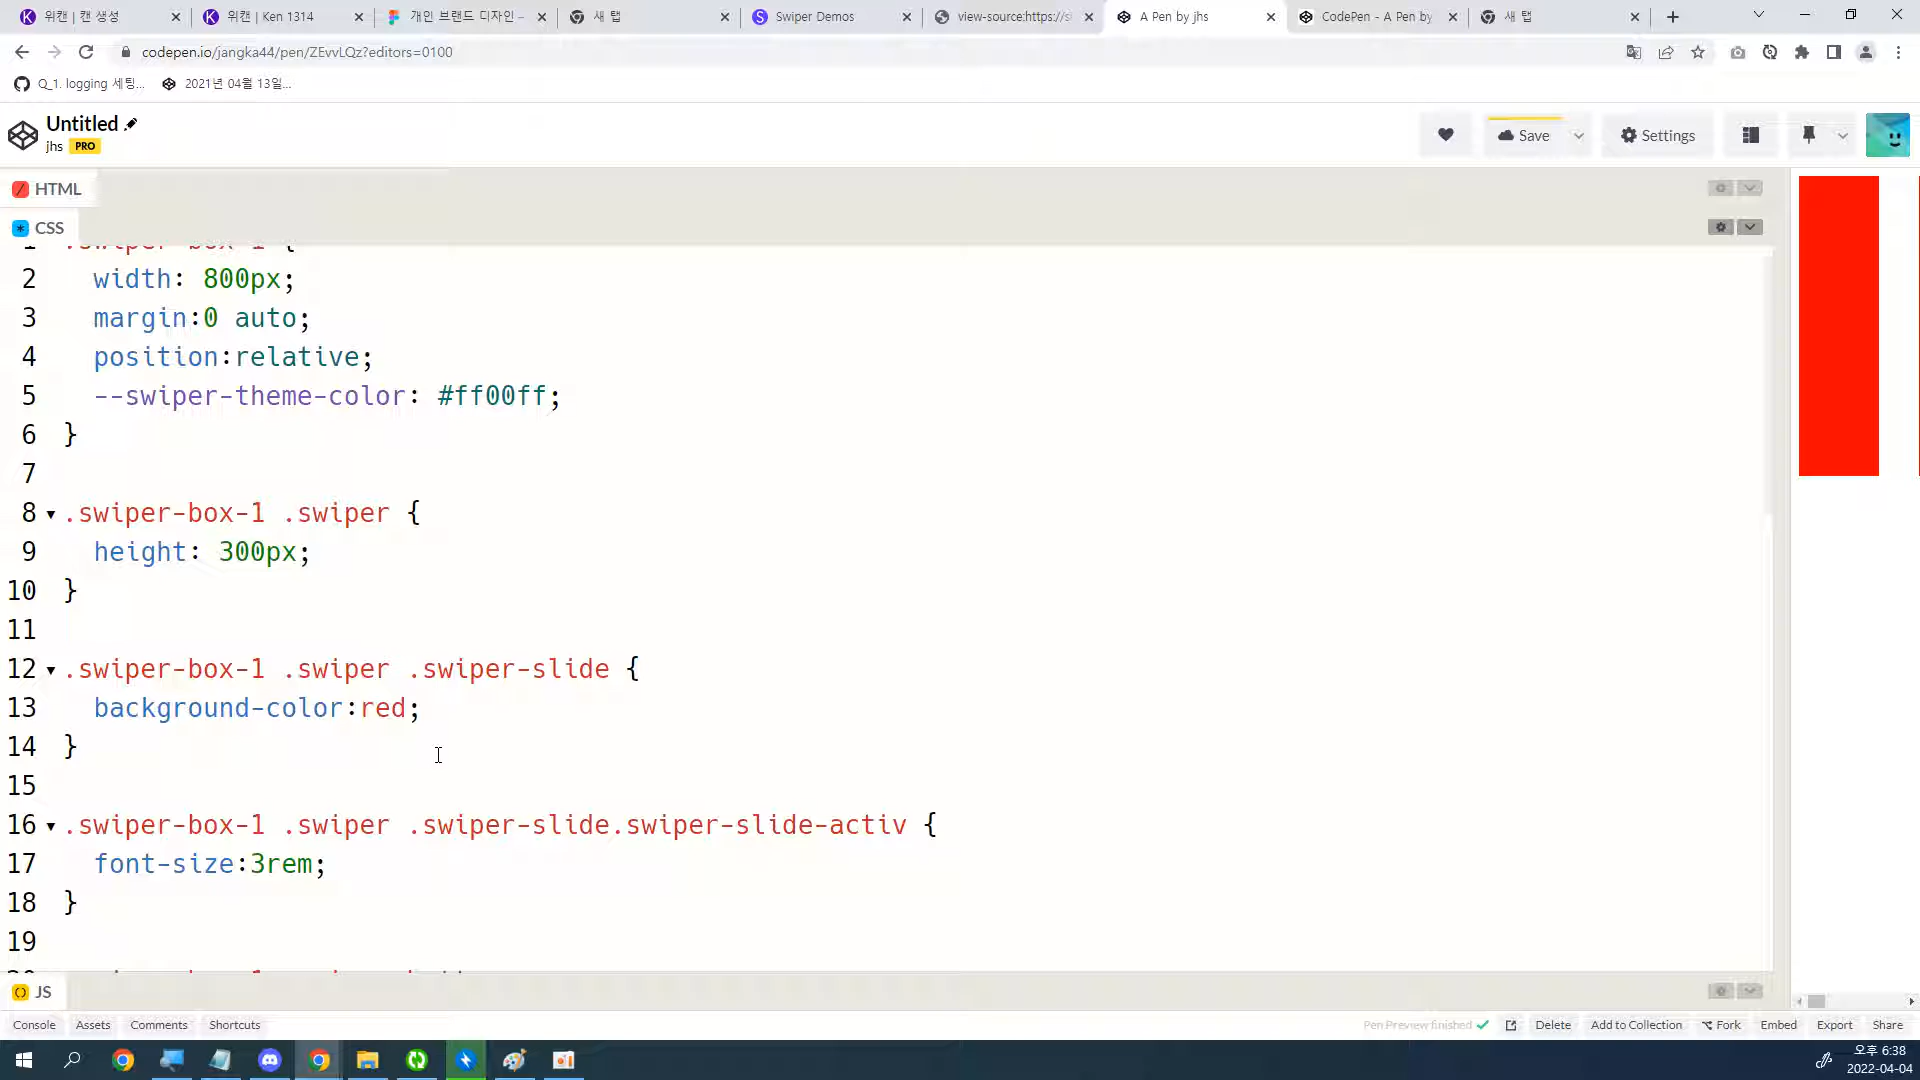 위캔 | 캔 생성
위캔 | Ken 1314
개인 브랜드 디자인 –
새 탭
Swiper Demos
view-source:https://s
A Pen by jhs
CodePen - A Pen by
새 탭
codepen.io/jangka44/pen/ZEvvLQz?editors=0100
Q_1. logging 세팅...
2021년 04월 13일...
Untitled
jhs PRO
Save
Settings
HTML
CSS
1 .swiper-box-1 {
2 width: 800px;
3 margin:0 auto;
4 position:relative;
5 --swiper-theme-color: #ff00ff;
6 }
7
8 .swiper-box-1 .swiper {
9 height: 300px;
10 }
11
12 .swiper-box-1 .swiper .swiper-slide {
13 background-color:red;
14 }
15
16 .swiper-box-1 .swiper .swiper-slide.swiper-slide-activ {
17 font-size:3rem;
18 }
19
JS
Console Assets Comments Shortcuts
Pen Preview finished
Delete Add to Collection Fork Embed Export Share
오후 6:38
2022-04-04